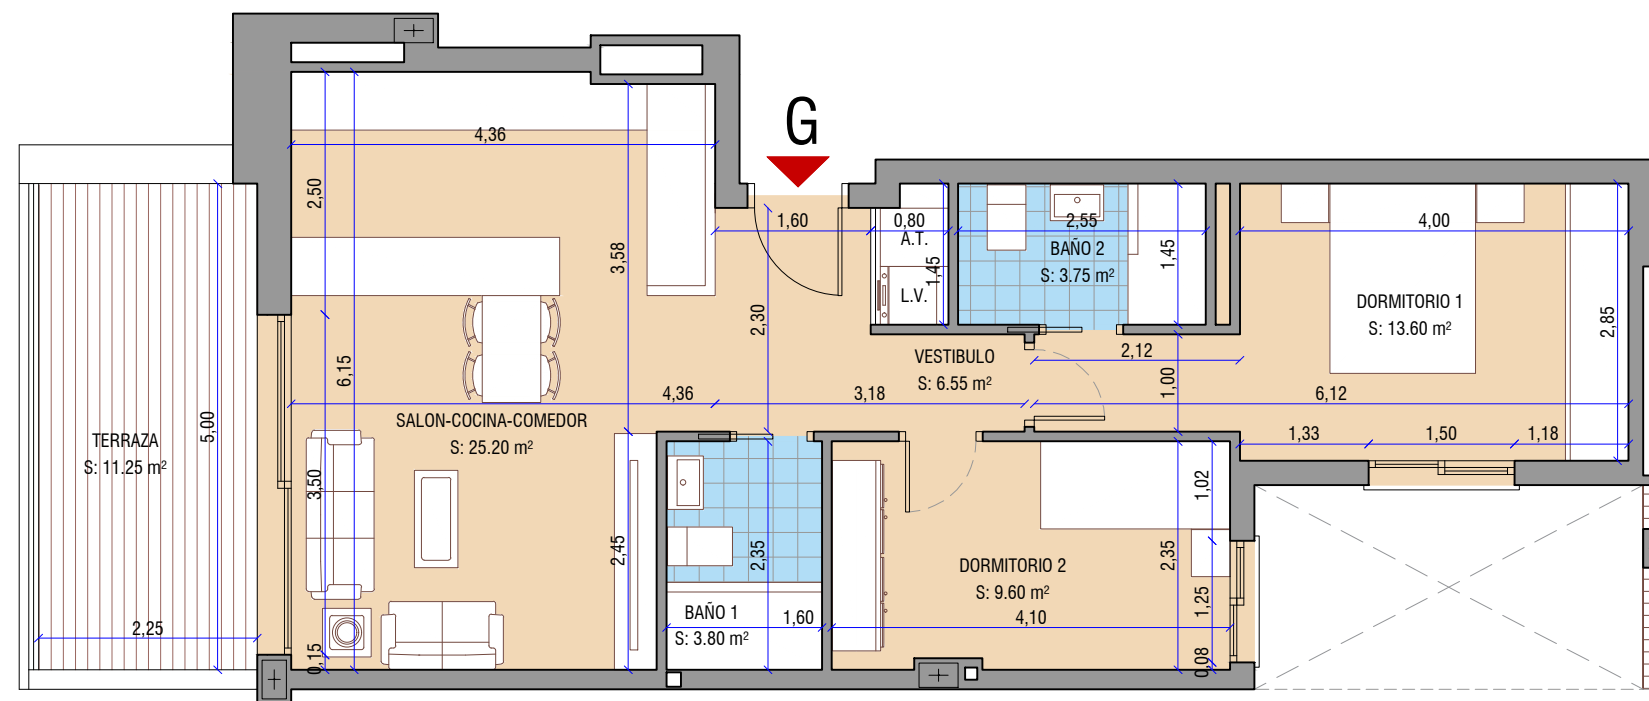 G
4,36
2,50
3,58
6,15
1,60
0,80
A.T.
1,45
L.V.
2,30
2,55
BAÑO 2
S: 3.75 m²
1,45
4,00
DORMITORIO 1
S: 13.60 m²
2,85
VESTIBULO
S: 6.55 m²
2,12
1,00
4,36
3,18
6,12
SALON-COCINA-COMEDOR
S: 25.20 m²
TERRAZA
S: 11.25 m²
5,00
1,33
1,50
1,18
3,50
2,45
2,35
1,02
2,35
DORMITORIO 2
S: 9.60 m²
1,25
4,10
BAÑO 1
S: 3.80 m²
1,60
2,25
0,15
0,08